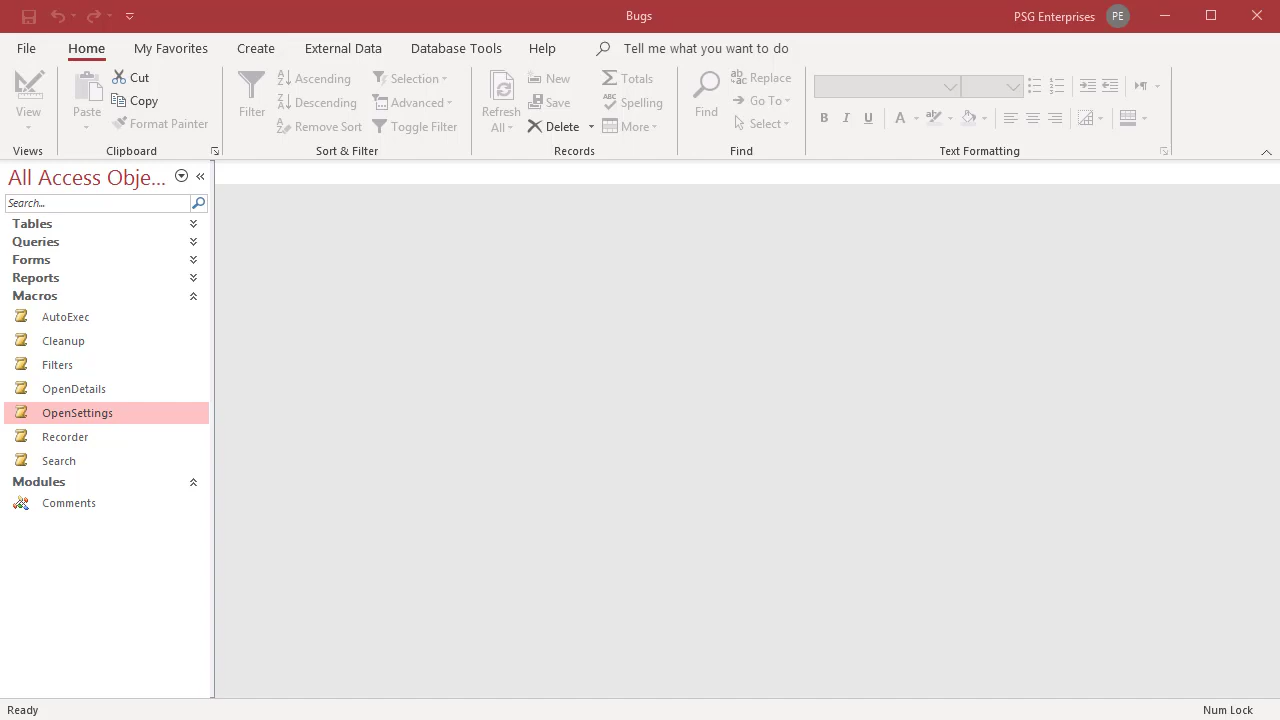 Bugs
PSG Enterprises
PE
File
Home
My Favorites
Create
External Data
Database Tools
Help
Tell me what you want to do
View
Views
Paste
Cut
Copy
Format Painter
Clipboard
Filter
Ascending
Descending
Remove Sort
Selection
Advanced
Toggle Filter
Sort & Filter
Refresh
All
New
Save
Delete
Totals
Spelling
More
Records
Find
Replace
Go To
Select
Find
Text Formatting
All Access Obje...
Search...
Tables
Queries
Forms
Reports
Macros
AutoExec
Cleanup
Filters
OpenDetails
OpenSettings
Recorder
Search
Modules
Comments
Ready
Num Lock